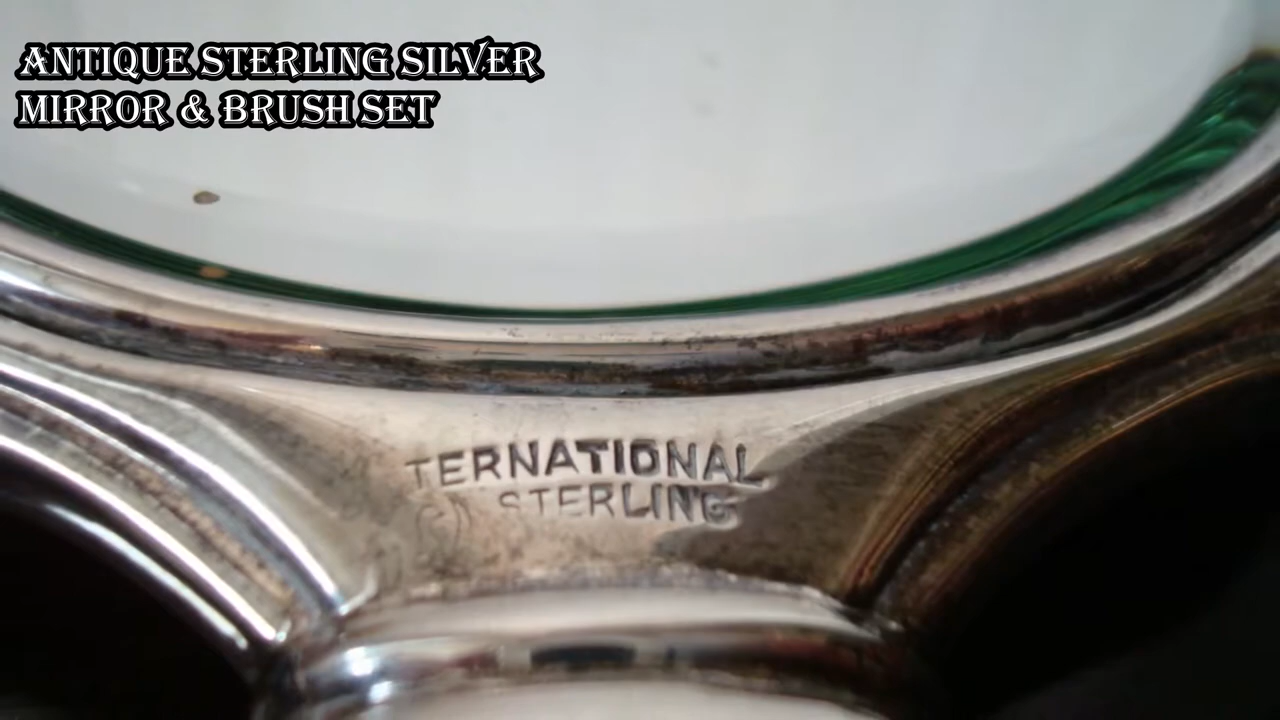 ANTIQUE STERLING SILVER
MIRROR & BRUSH SET
TERNATIONAL
STERLING